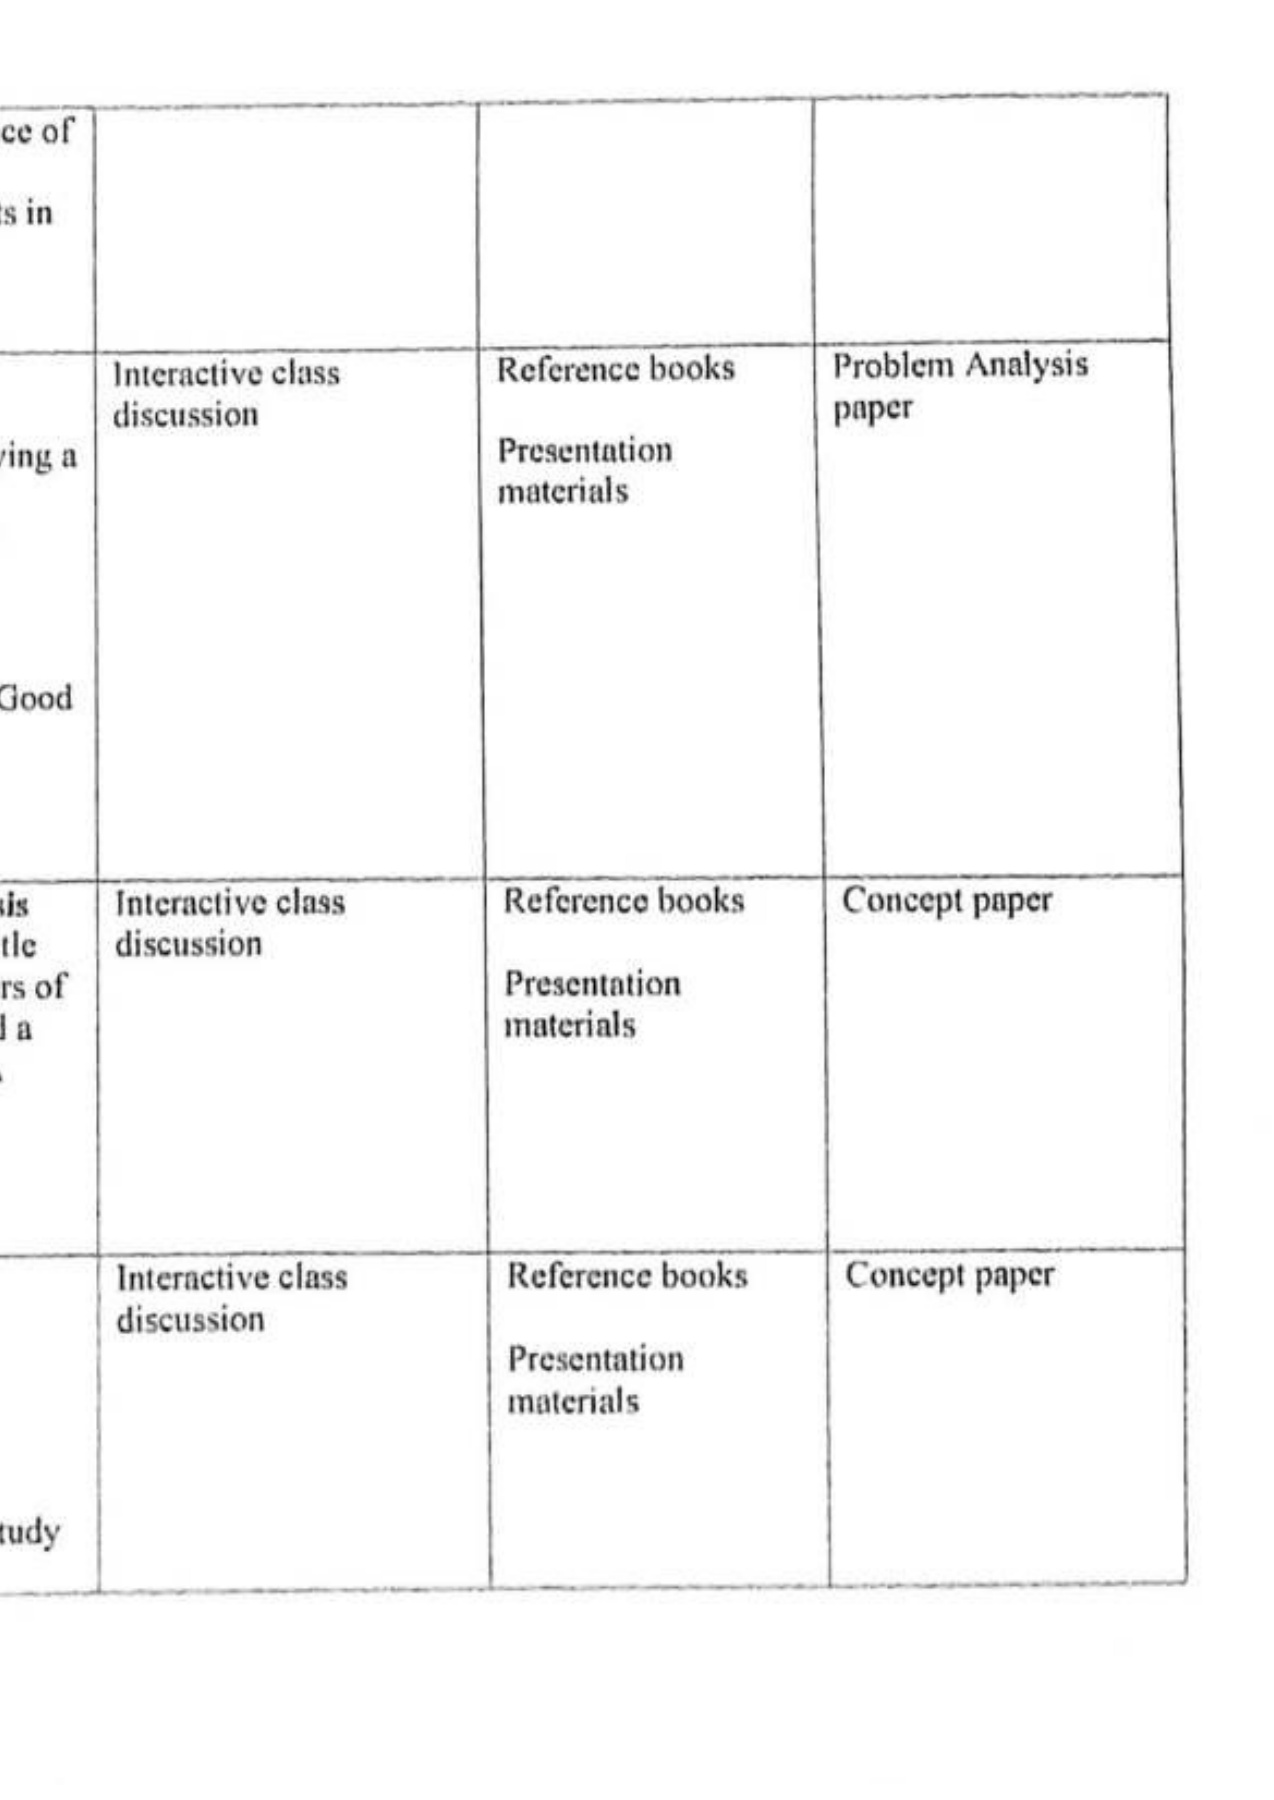 ce of
s in
Interactive class
discussion
Reference books
Presentation
materials
Problem Analysis
paper
ving a
Good
sis
tle
rs of
d a
Interactive class
discussion
Reference books
Presentation
materials
Concept paper
Interactive class
discussion
Reference books
Presentation
materials
Concept paper
tudy